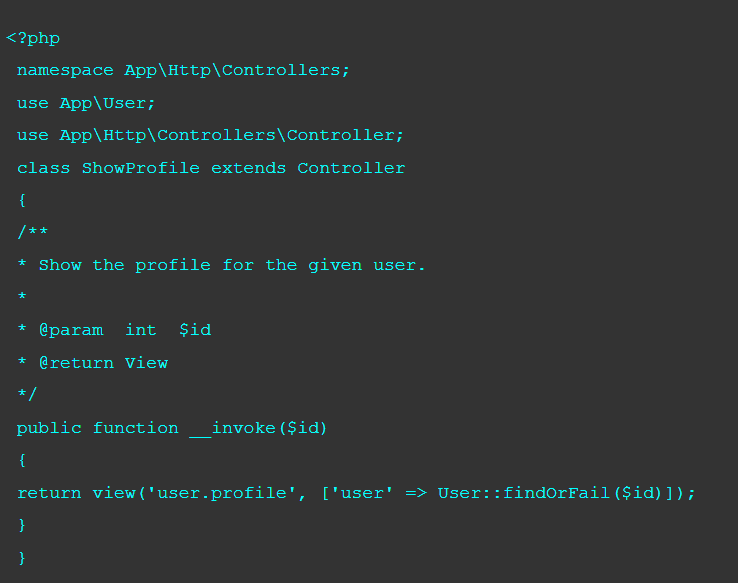 <?php
namespace App\Http\Controllers;
use App\User;
use App\Http\Controllers\Controller;
class ShowProfile extends Controller
{
/**
* Show the profile for the given user.
*
* @param  int  $id
* @return View
*/
public function __invoke($id)
{
return view('user.profile', ['user' => User::findOrFail($id)]);
}
}